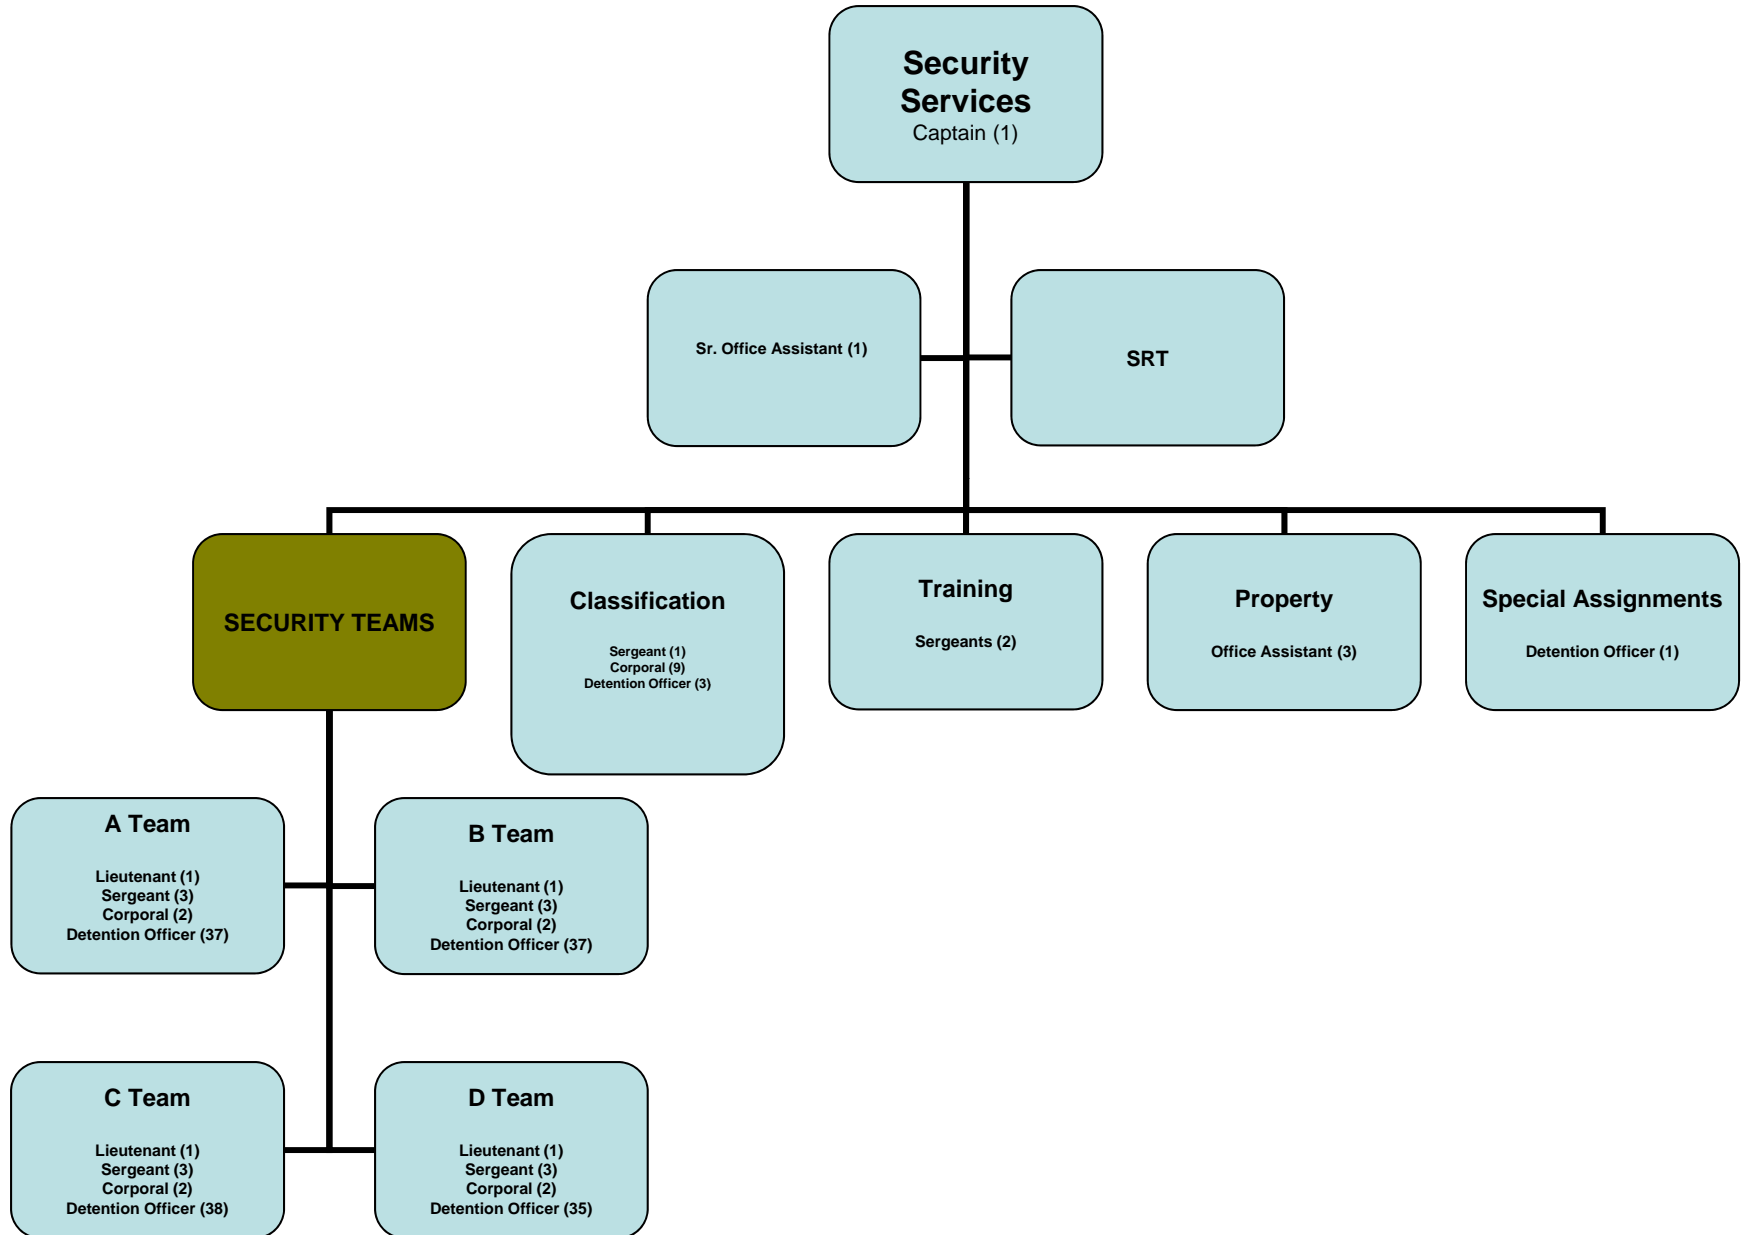 Security
Services
Captain (1)
Sr. Office Assistant (1)
SRT
SECURITY TEAMS
Classification
Sergeant (1)
Corporal (9)
Detention Officer (3)
Training
Sergeants (2)
Property
Office Assistant (3)
Special Assignments
Detention Officer (1)
A Team
Lieutenant (1)
Sergeant (3)
Corporal (2)
Detention Officer (37)
B Team
Lieutenant (1)
Sergeant (3)
Corporal (2)
Detention Officer (37)
C Team
Lieutenant (1)
Sergeant (3)
Corporal (2)
Detention Officer (38)
D Team
Lieutenant (1)
Sergeant (3)
Corporal (2)
Detention Officer (35)